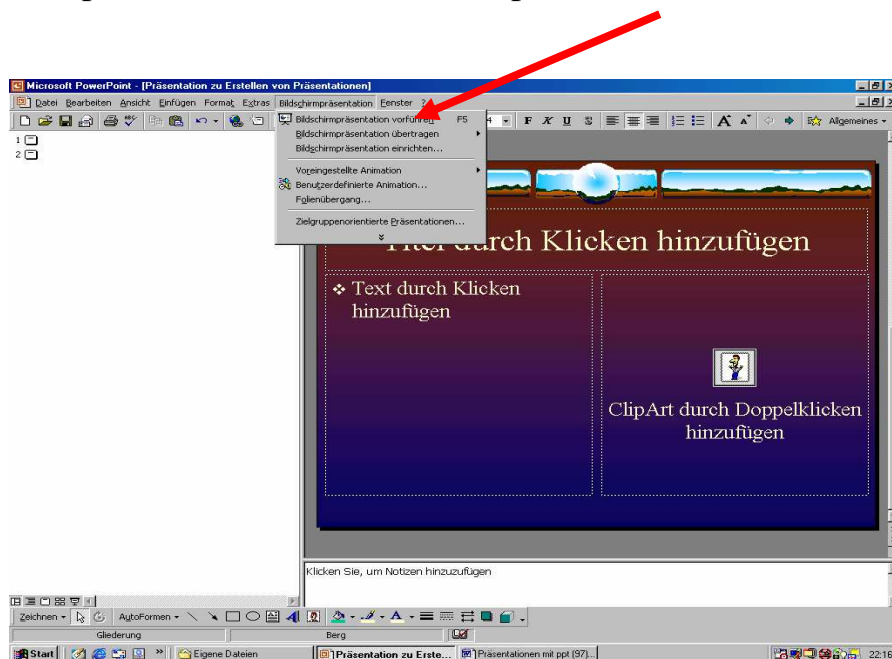 Microsoft PowerPoint - [Präsentation zu Erstellen von Präsentationen]
Datei Bearbeiten Ansicht Einfügen Format Extras Bildschirmpräsentation Fenster ?
F X U S Allgemeines
1
2
Bildschirmpräsentation vorführen F5
Bildschirmpräsentation übertragen
Bildschirmpräsentation einrichten...
Voreingestellte Animation
Benutzerdefinierte Animation...
Folienübergang...
Zielgruppenorientierte Präsentationen...
Titel durch Klicken hinzufügen
❖ Text durch Klicken
hinzufügen
ClipArt durch Doppelklicken
hinzufügen
Klicken Sie, um Notizen hinzuzufügen
Zeichnen AutoFormen
Gliederung Berg
Start Eigene Dateien Präsentation zu Erste... Präsentationen mit ppt (97)... 22:16